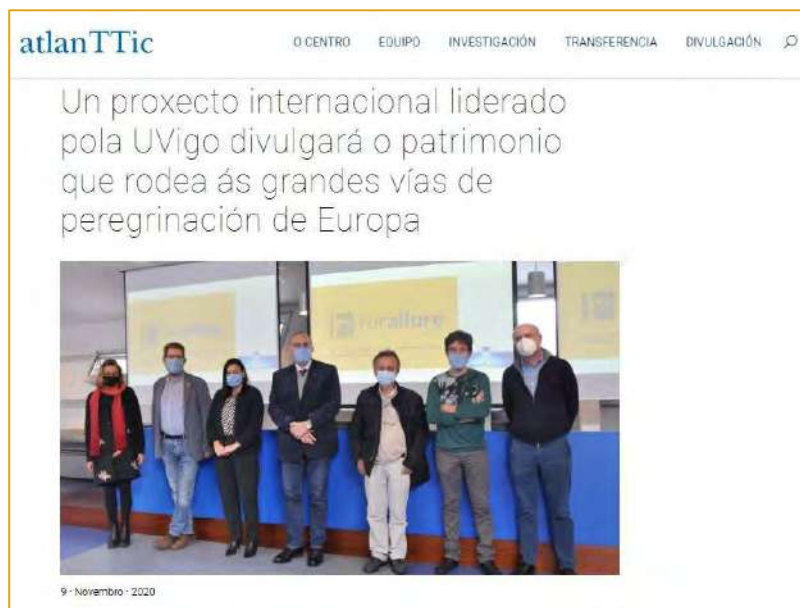 atlanTTic
O CENTRO EQUIPO INVESTIGACIÓN TRANSFERENCIA DIVULGACIÓN
Un proxecto internacional liderado
pola UVigo divulgará o patrimonio
que rodea ás grandes vías de
peregrinación de Europa
rurallure
9 - Novembro - 2020